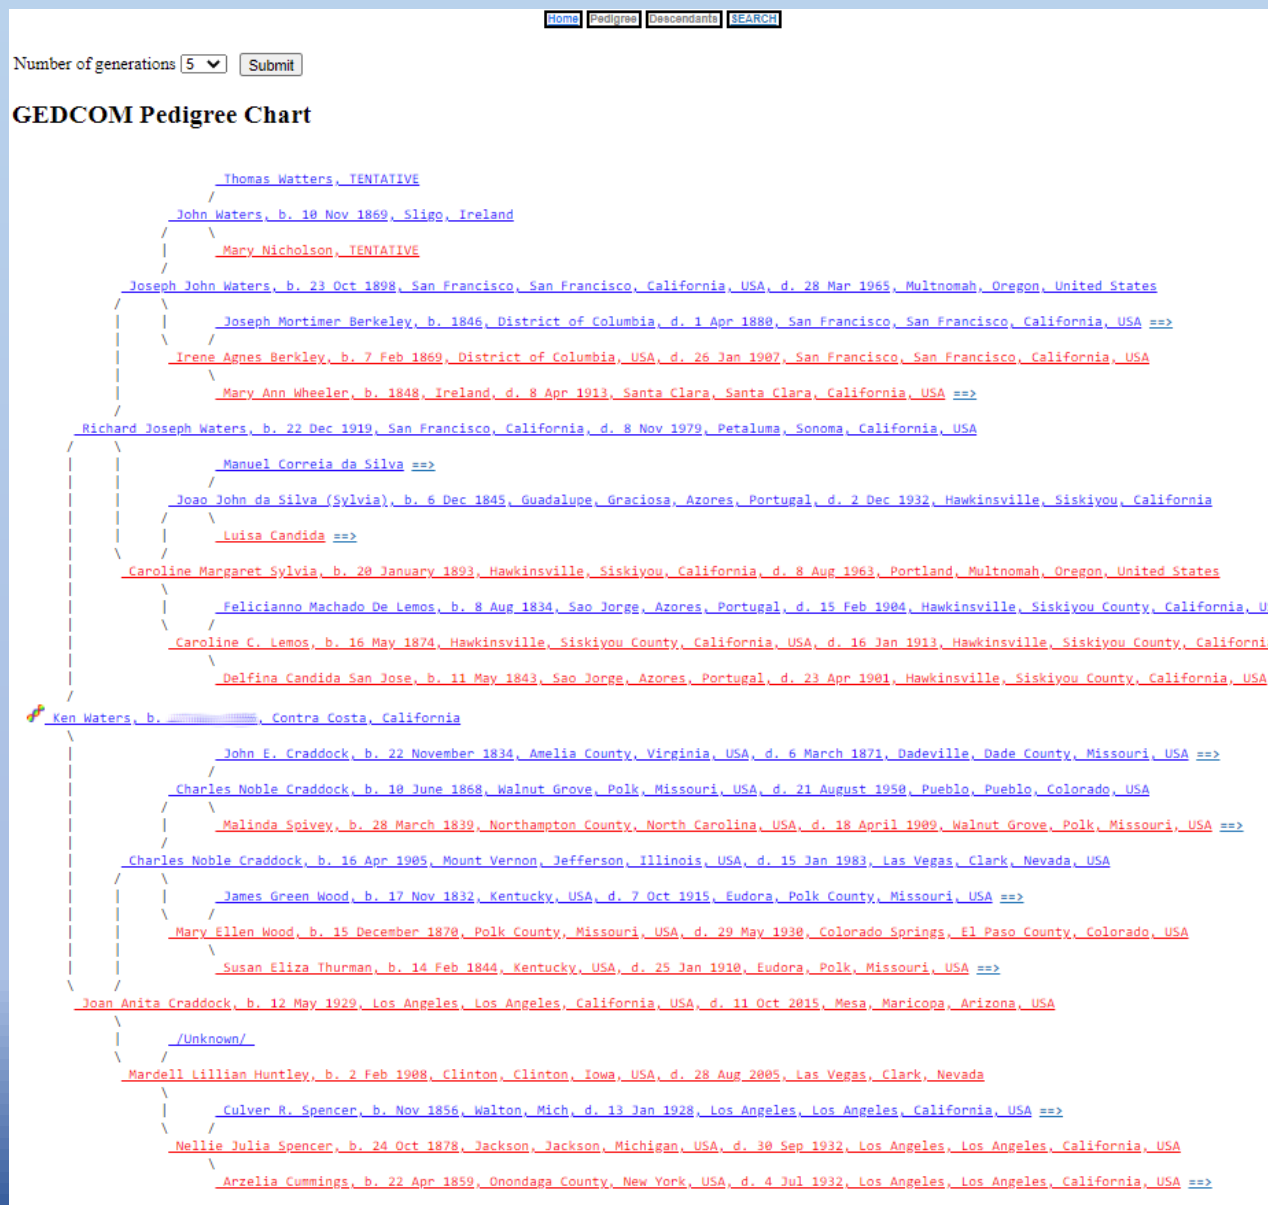 Home Pedigree Descendants SEARCH
Number of generations 5 Submit
GEDCOM Pedigree Chart
Thomas Watters, TENTATIVE
John Waters, b. 10 Nov 1869, Sligo, Ireland
Mary Nicholson, TENTATIVE
Joseph John Waters, b. 23 Oct 1898, San Francisco, San Francisco, California, USA, d. 28 Mar 1965, Multnomah, Oregon, United States
Joseph Mortimer Berkeley, b. 1846, District of Columbia, d. 1 Apr 1880, San Francisco, San Francisco, California, USA ==>
Irene Agnes Berkley, b. 7 Feb 1869, District of Columbia, USA, d. 26 Jan 1907, San Francisco, San Francisco, California, USA
Mary Ann Wheeler, b. 1848, Ireland, d. 8 Apr 1913, Santa Clara, Santa Clara, California, USA ==>
Richard Joseph Waters, b. 22 Dec 1919, San Francisco, California, d. 8 Nov 1979, Petaluma, Sonoma, California, USA
Manuel Correia da Silva ==>
Joao John da Silva (Sylvia), b. 6 Dec 1845, Guadalupe, Graciosa, Azores, Portugal, d. 2 Dec 1932, Hawkinsville, Siskiyou, California
Luisa Candida ==>
Caroline Margaret Sylvia, b. 20 January 1893, Hawkinsville, Siskiyou, California, d. 8 Aug 1963, Portland, Multnomah, Oregon, United States
Felicianno Machado De Lemos, b. 8 Aug 1834, Sao Jorge, Azores, Portugal, d. 15 Feb 1904, Hawkinsville, Siskiyou County, California, U
Caroline C. Lemos, b. 16 May 1874, Hawkinsville, Siskiyou County, California, USA, d. 16 Jan 1913, Hawkinsville, Siskiyou County, Californi
Delfina Candida San Jose, b. 11 May 1843, Sao Jorge, Azores, Portugal, d. 23 Apr 1901, Hawkinsville, Siskiyou County, California, USA
Ken Waters, b. , Contra Costa, California
John E. Craddock, b. 22 November 1834, Amelia County, Virginia, USA, d. 6 March 1871, Dadeville, Dade County, Missouri, USA ==>
Charles Noble Craddock, b. 10 June 1868, Walnut Grove, Polk, Missouri, USA, d. 21 August 1950, Pueblo, Pueblo, Colorado, USA
Malinda Spivey, b. 28 March 1839, Northampton County, North Carolina, USA, d. 18 April 1909, Walnut Grove, Polk, Missouri, USA ==>
Charles Noble Craddock, b. 16 Apr 1905, Mount Vernon, Jefferson, Illinois, USA, d. 15 Jan 1983, Las Vegas, Clark, Nevada, USA
James Green Wood, b. 17 Nov 1832, Kentucky, USA, d. 7 Oct 1915, Eudora, Polk County, Missouri, USA ==>
Mary Ellen Wood, b. 15 December 1870, Polk County, Missouri, USA, d. 29 May 1930, Colorado Springs, El Paso County, Colorado, USA
Susan Eliza Thurman, b. 14 Feb 1844, Kentucky, USA, d. 25 Jan 1910, Eudora, Polk, Missouri, USA ==>
Joan Anita Craddock, b. 12 May 1929, Los Angeles, Los Angeles, California, USA, d. 11 Oct 2015, Mesa, Maricopa, Arizona, USA
/Unknown/
Mardell Lillian Huntley, b. 2 Feb 1908, Clinton, Clinton, Iowa, USA, d. 28 Aug 2005, Las Vegas, Clark, Nevada
Culver R. Spencer, b. Nov 1856, Walton, Mich, d. 13 Jan 1928, Los Angeles, Los Angeles, California, USA ==>
Nellie Julia Spencer, b. 24 Oct 1878, Jackson, Jackson, Michigan, USA, d. 30 Sep 1932, Los Angeles, Los Angeles, California, USA
Arzelia Cummings, b. 22 Apr 1859, Onondaga County, New York, USA, d. 4 Jul 1932, Los Angeles, Los Angeles, California, USA ==>